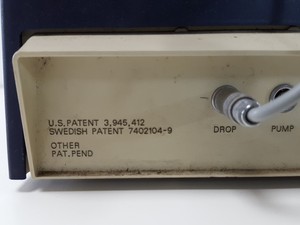 U.S.PATENT 3,945,412
SWEDISH PATENT 7402104-9
OTHER
PAT.PEND
DROP
PUMP